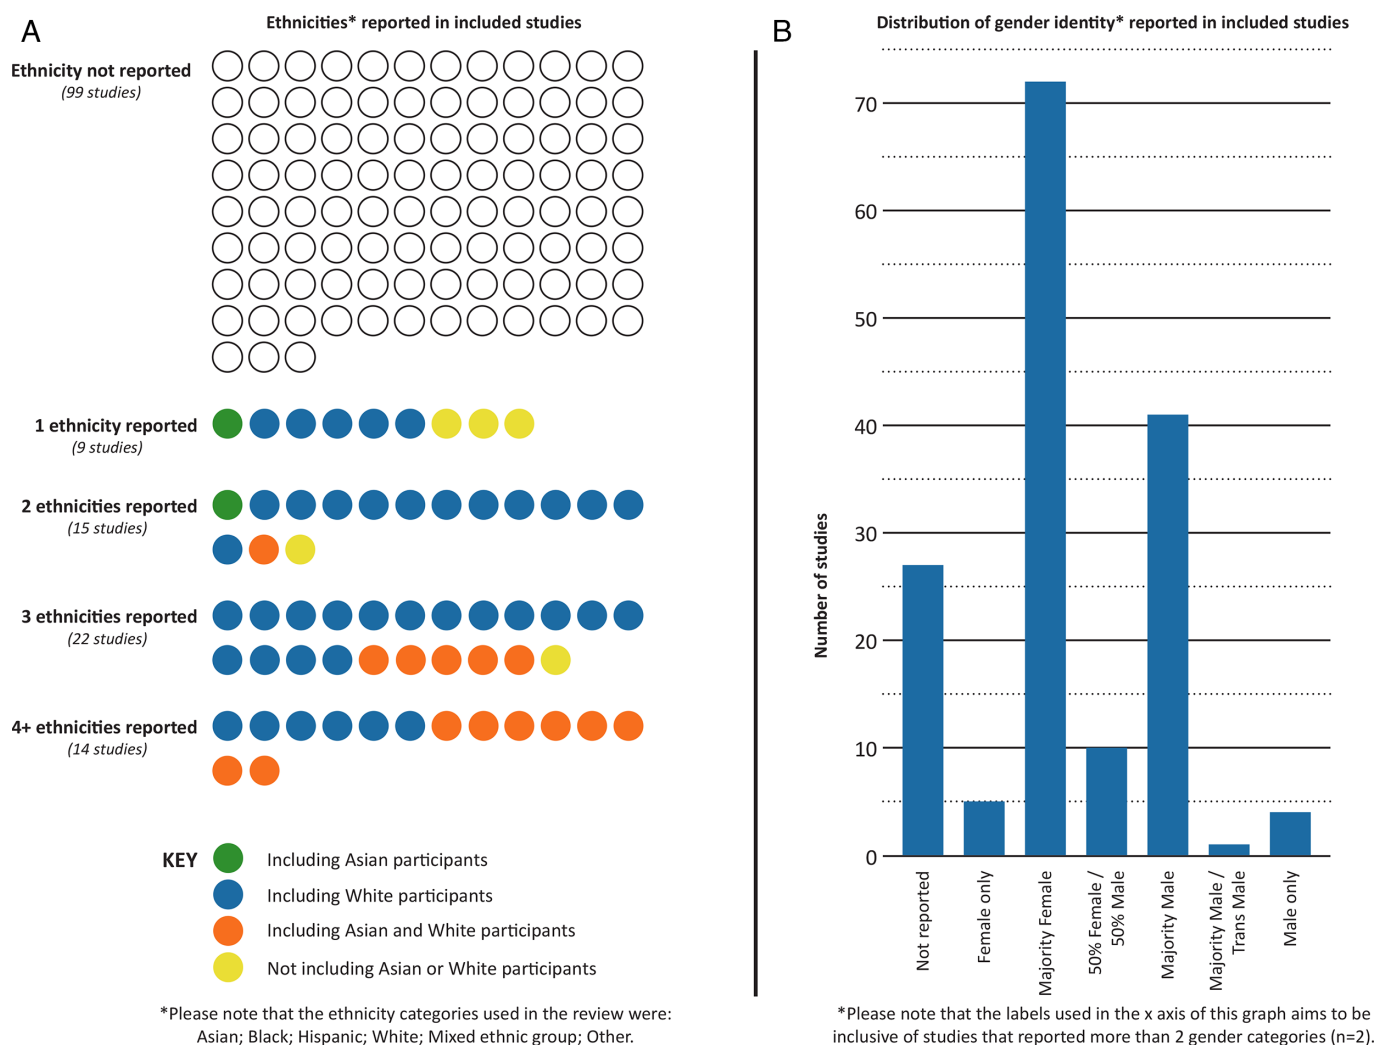 A
Ethnicities* reported in included studies
Ethnicity not reported
(99 studies)
1 ethnicity reported
(9 studies)
2 ethnicities reported
(15 studies)
3 ethnicities reported
(22 studies)
4+ ethnicities reported
(14 studies)
KEY
Including Asian participants
Including White participants
Including Asian and White participants
Not including Asian or White participants
*Please note that the ethnicity categories used in the review were:
Asian; Black; Hispanic; White; Mixed ethnic group; Other.
B
Distribution of gender identity* reported in included studies
Number of studies
70
60
50
40
30
20
10
0
Not reported
Female only
Majority Female
50% Female /
50% Male
Majority Male
Majority Male /
Trans Male
Male only
*Please note that the labels used in the x axis of this graph aims to be
inclusive of studies that reported more than 2 gender categories (n=2).